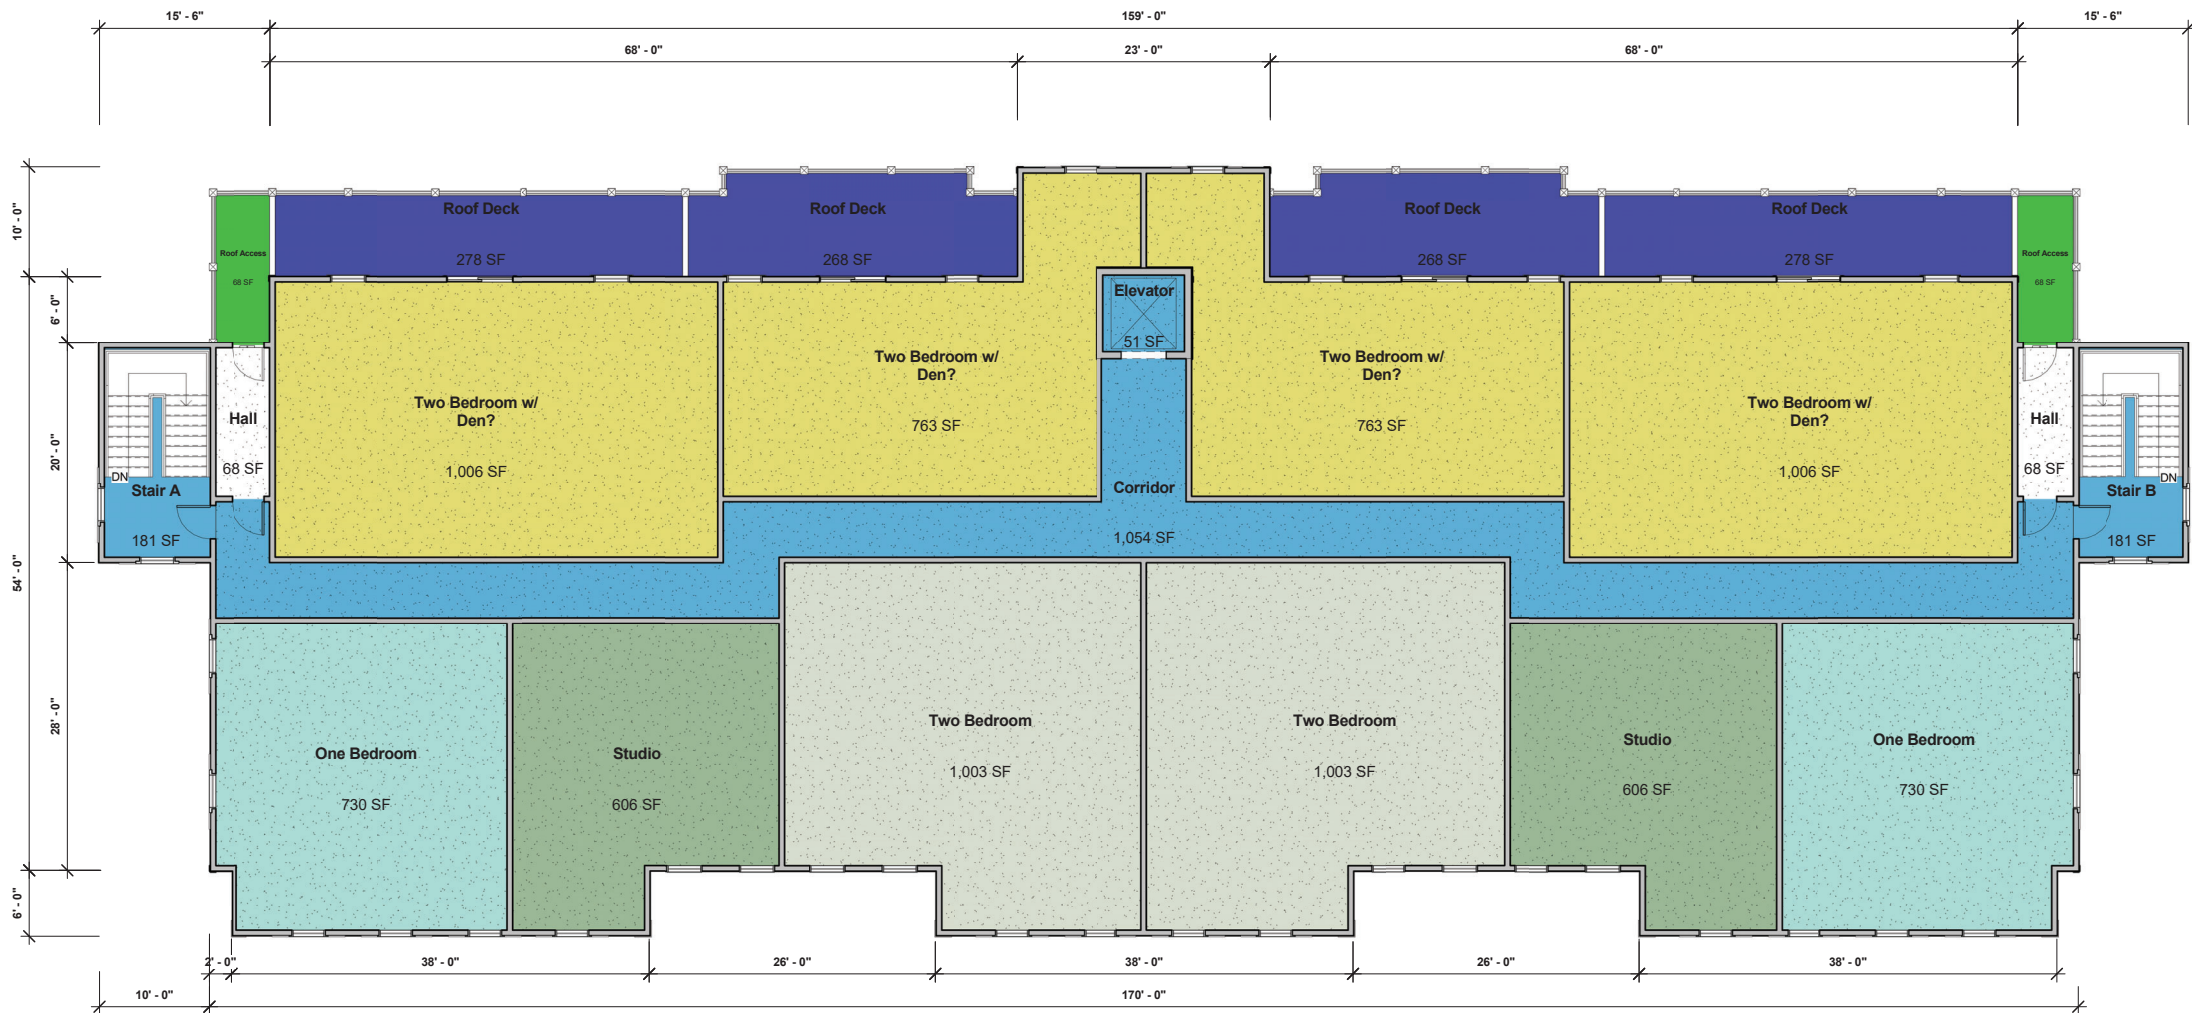 15' - 6"
159' - 0"
15' - 6"
68' - 0"
23' - 0"
68' - 0"
10' - 0"
6' - 0"
20' - 0"
54' - 0"
28' - 0"
6' - 0"
Roof Deck
278 SF
Roof Deck
268 SF
Roof Deck
268 SF
Roof Deck
278 SF
Roof Access
68 SF
Roof Access
68 SF
Elevator
51 SF
Two Bedroom w/
Den?
1,006 SF
Two Bedroom w/
Den?
763 SF
Two Bedroom w/
Den?
763 SF
Two Bedroom w/
Den?
1,006 SF
Hall
68 SF
Hall
68 SF
DN
Stair A
181 SF
DN
Stair B
181 SF
Corridor
1,054 SF
One Bedroom
730 SF
Studio
606 SF
Two Bedroom
1,003 SF
Two Bedroom
1,003 SF
Studio
606 SF
One Bedroom
730 SF
2' - 0"
38' - 0"
26' - 0"
38' - 0"
26' - 0"
38' - 0"
10' - 0"
170' - 0"